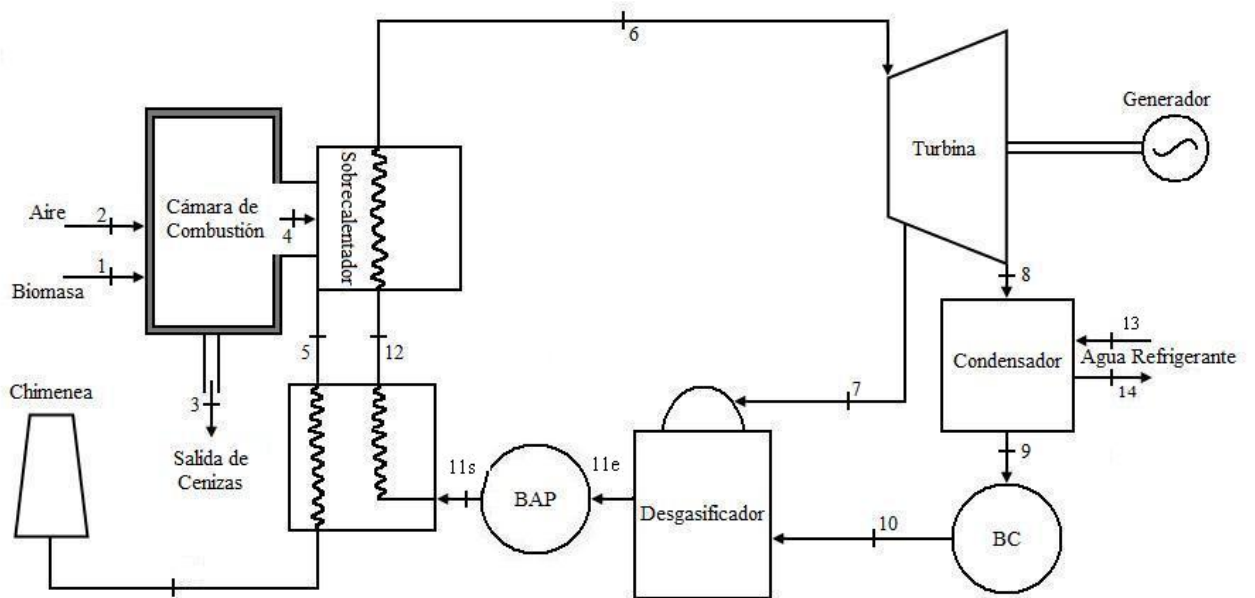 6
Generador
Turbina
Sobrecalentador
Cámara de
Combustión
Aire
2
4
1
Biomasa
8
13
Agua Refrigerante
Condensador
14
5
12
7
Chimenea
3
Salida de
Cenizas
9
11s
11e
BAP
Desgasificador
10
BC